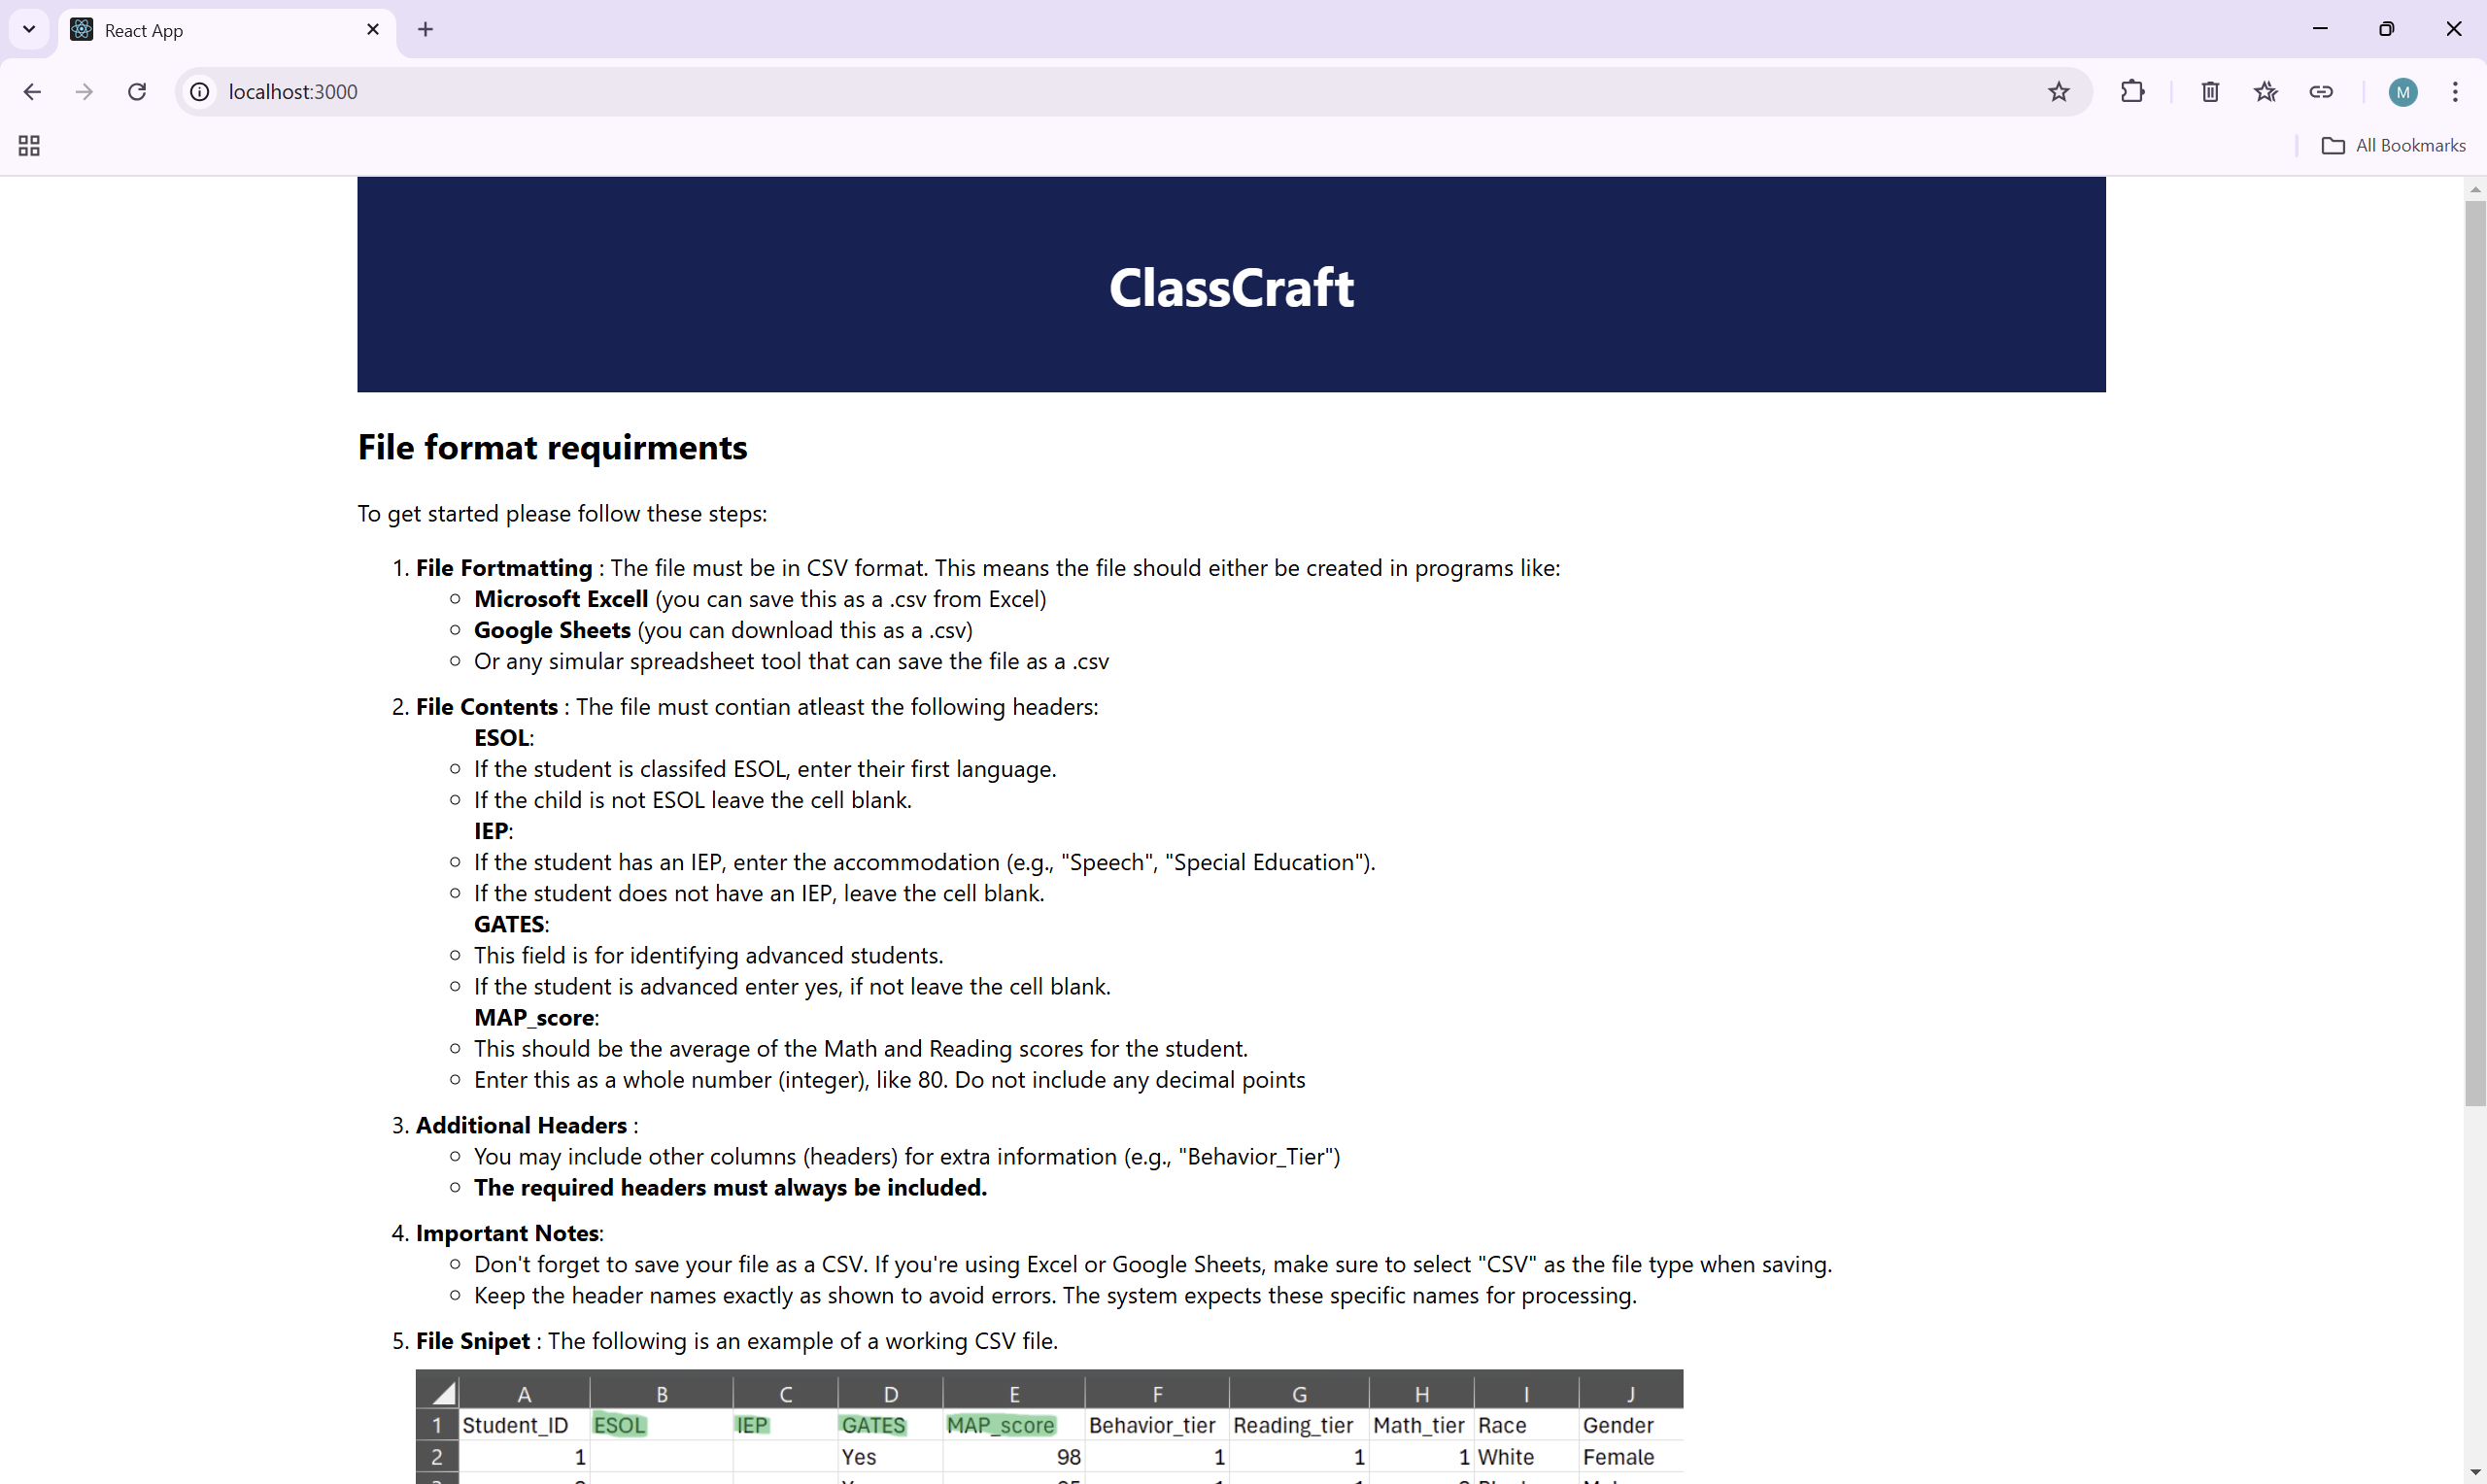 React App
localhost:3000
M
All Bookmarks
ClassCraft
File format requirments
To get started please follow these steps:
1. File Fortmatting : The file must be in CSV format. This means the file should either be created in programs like:
Microsoft Excell (you can save this as a .csv from Excel)
Google Sheets (you can download this as a .csv)
Or any simular spreadsheet tool that can save the file as a .csv
2. File Contents : The file must contian atleast the following headers:
ESOL:
If the student is classifed ESOL, enter their first language.
If the child is not ESOL leave the cell blank.
IEP:
If the student has an IEP, enter the accommodation (e.g., "Speech", "Special Education").
If the student does not have an IEP, leave the cell blank.
GATES:
This field is for identifying advanced students.
If the student is advanced enter yes, if not leave the cell blank.
MAP_score:
This should be the average of the Math and Reading scores for the student.
Enter this as a whole number (integer), like 80. Do not include any decimal points
3. Additional Headers :
You may include other columns (headers) for extra information (e.g., "Behavior_Tier")
The required headers must always be included.
4. Important Notes:
Don't forget to save your file as a CSV. If you're using Excel or Google Sheets, make sure to select "CSV" as the file type when saving.
Keep the header names exactly as shown to avoid errors. The system expects these specific names for processing.
5. File Snipet : The following is an example of a working CSV file.
A B C D E F G H I J
1 Student_ID ESOL IEP GATES MAP_score Behavior_tier Reading_tier Math_tier Race Gender
2 1 Yes 98 1 1 1 White Female